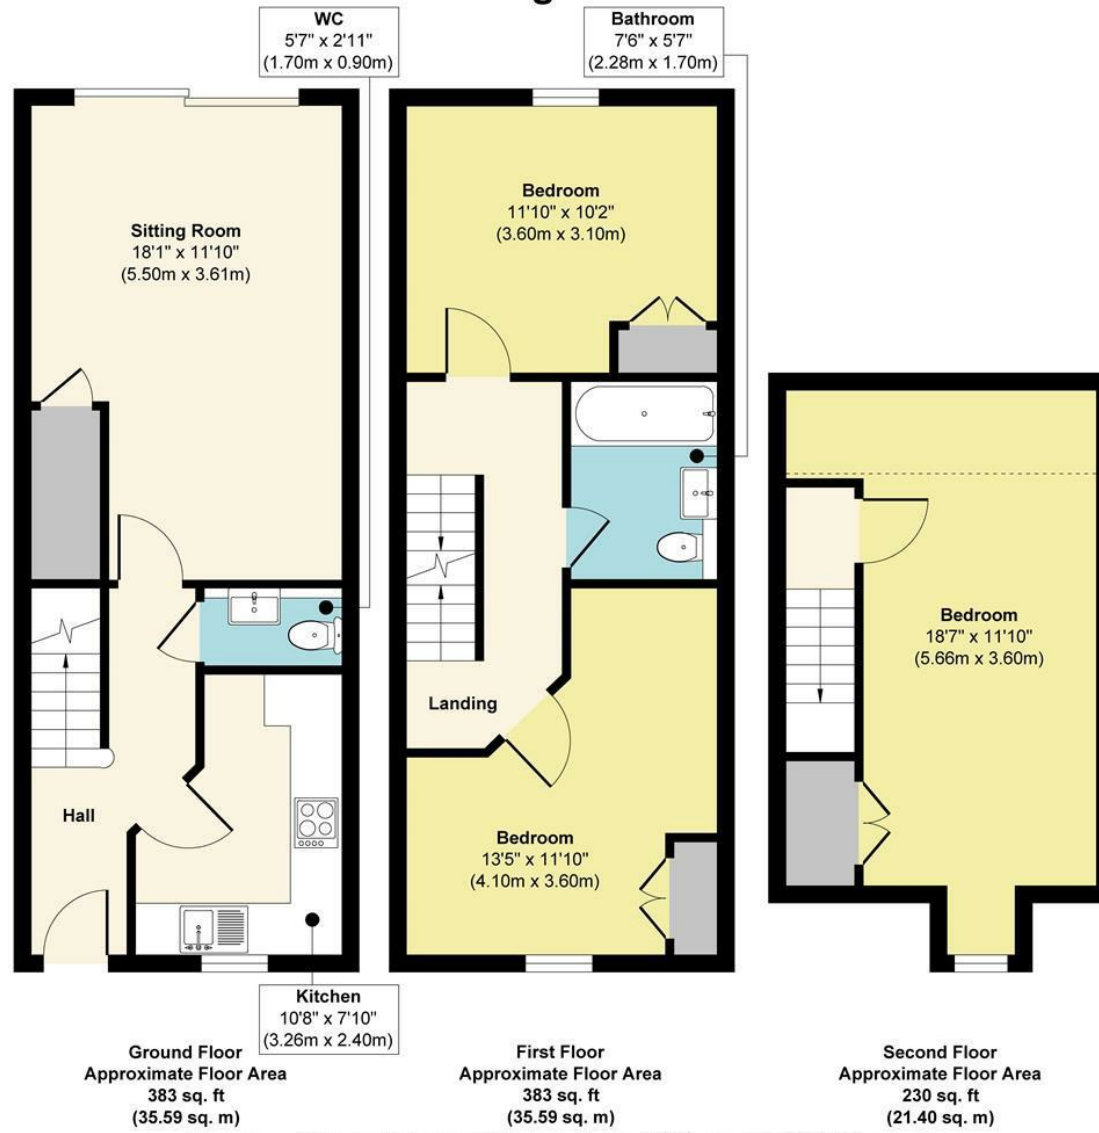 WC
5'7" x 2'11"
(1.70m x 0.90m)
Bathroom
7'6" x 5'7"
(2.28m x 1.70m)
Sitting Room
18'1" x 11'10"
(5.50m x 3.61m)
Bedroom
11'10" x 10'2"
(3.60m x 3.10m)
Landing
Bedroom
18'7" x 11'10"
(5.66m x 3.60m)
Hall
Bedroom
13'5" x 11'10"
(4.10m x 3.60m)
Kitchen
10'8" x 7'10"
(3.26m x 2.40m)
Ground Floor
Approximate Floor Area
383 sq. ft
(35.59 sq. m)
First Floor
Approximate Floor Area
383 sq. ft
(35.59 sq. m)
Second Floor
Approximate Floor Area
230 sq. ft
(21.40 sq. m)